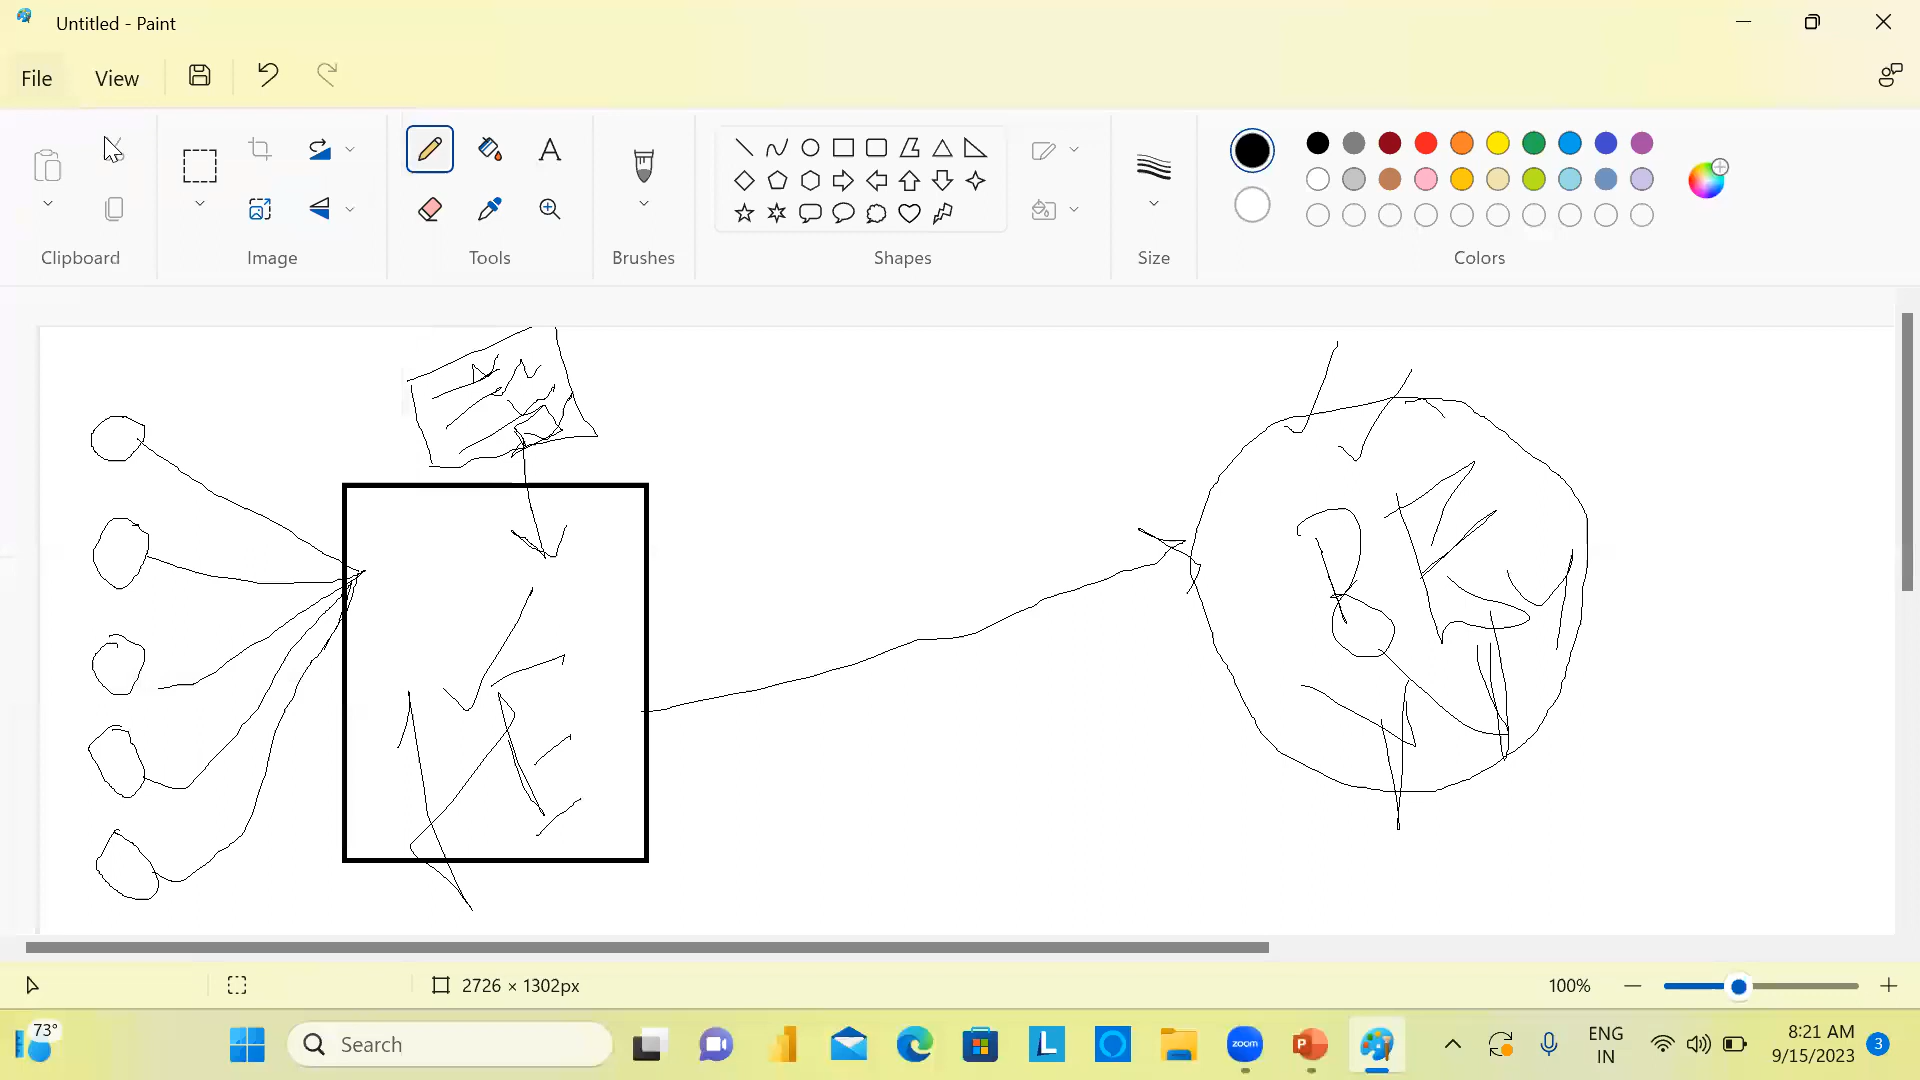 Untitled - Paint
File
View
Clipboard
Image
Tools
Brushes
Shapes
Size
Colors
2726 × 1302px
100%
73°
Search
zoom
ENG
IN
8:21 AM
9/15/2023
3